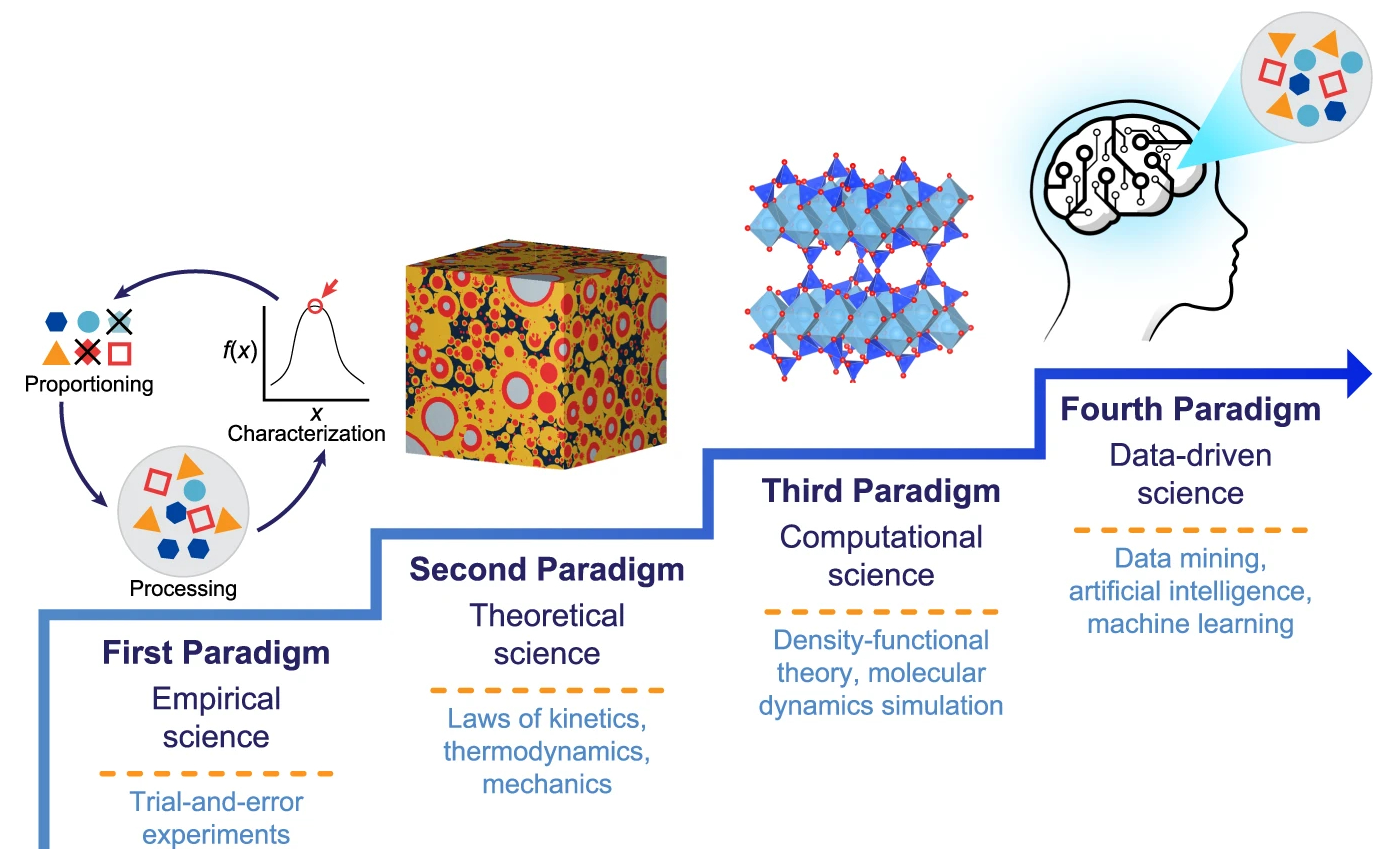 f(x)
x
Characterization
Proportioning
Processing
First Paradigm
Empirical
science
Trial-and-error
experiments
Second Paradigm
Theoretical
science
Laws of kinetics,
thermodynamics,
mechanics
Third Paradigm
Computational
science
Density-functional
theory, molecular
dynamics simulation
Fourth Paradigm
Data-driven
science
Data mining,
artificial intelligence,
machine learning